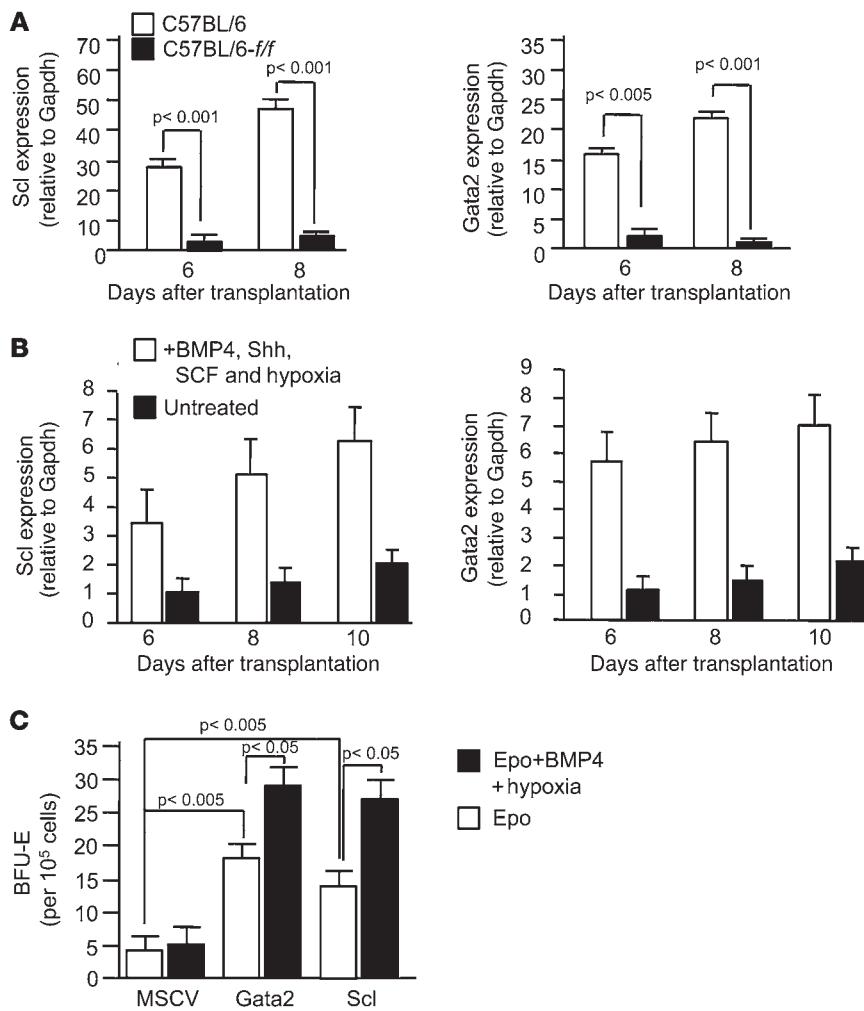 A
C57BL/6
C57BL/6-f/f
Scl expression
(relative to Gapdh)
70
60
50
40
30
20
10
0
p< 0.001
p< 0.001
6
8
Days after transplantation
Gata2 expression
(relative to Gapdh)
35
30
25
20
15
10
5
0
p< 0.005
p< 0.001
6
8
Days after transplantation
B
+BMP4, Shh,
SCF and hypoxia
Untreated
Scl expression
(relative to Gapdh)
8
7
6
5
4
3
2
1
0
6
8
10
Days after transplantation
Gata2 expression
(relative to Gapdh)
9
8
7
6
5
4
3
2
1
0
6
8
10
Days after transplantation
C
BFU-E
(per 10⁵ cells)
35
30
25
20
15
10
5
0
p< 0.005
p< 0.05
p< 0.05
p< 0.005
MSCV
Gata2
Scl
Epo+BMP4
+hypoxia
Epo